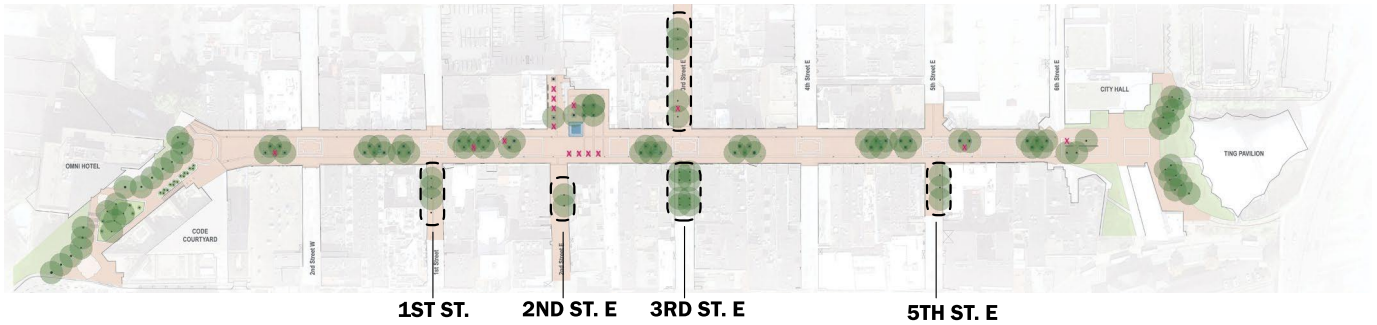 3rd Street E
4th Street E
5th Street E
6th Street E
CITY HALL
OMNI HOTEL
TING PAVILION
CODE
COURTYARD
2nd Street W
1st Street
2nd Street E
1ST ST.
2ND ST. E
3RD ST. E
5TH ST. E